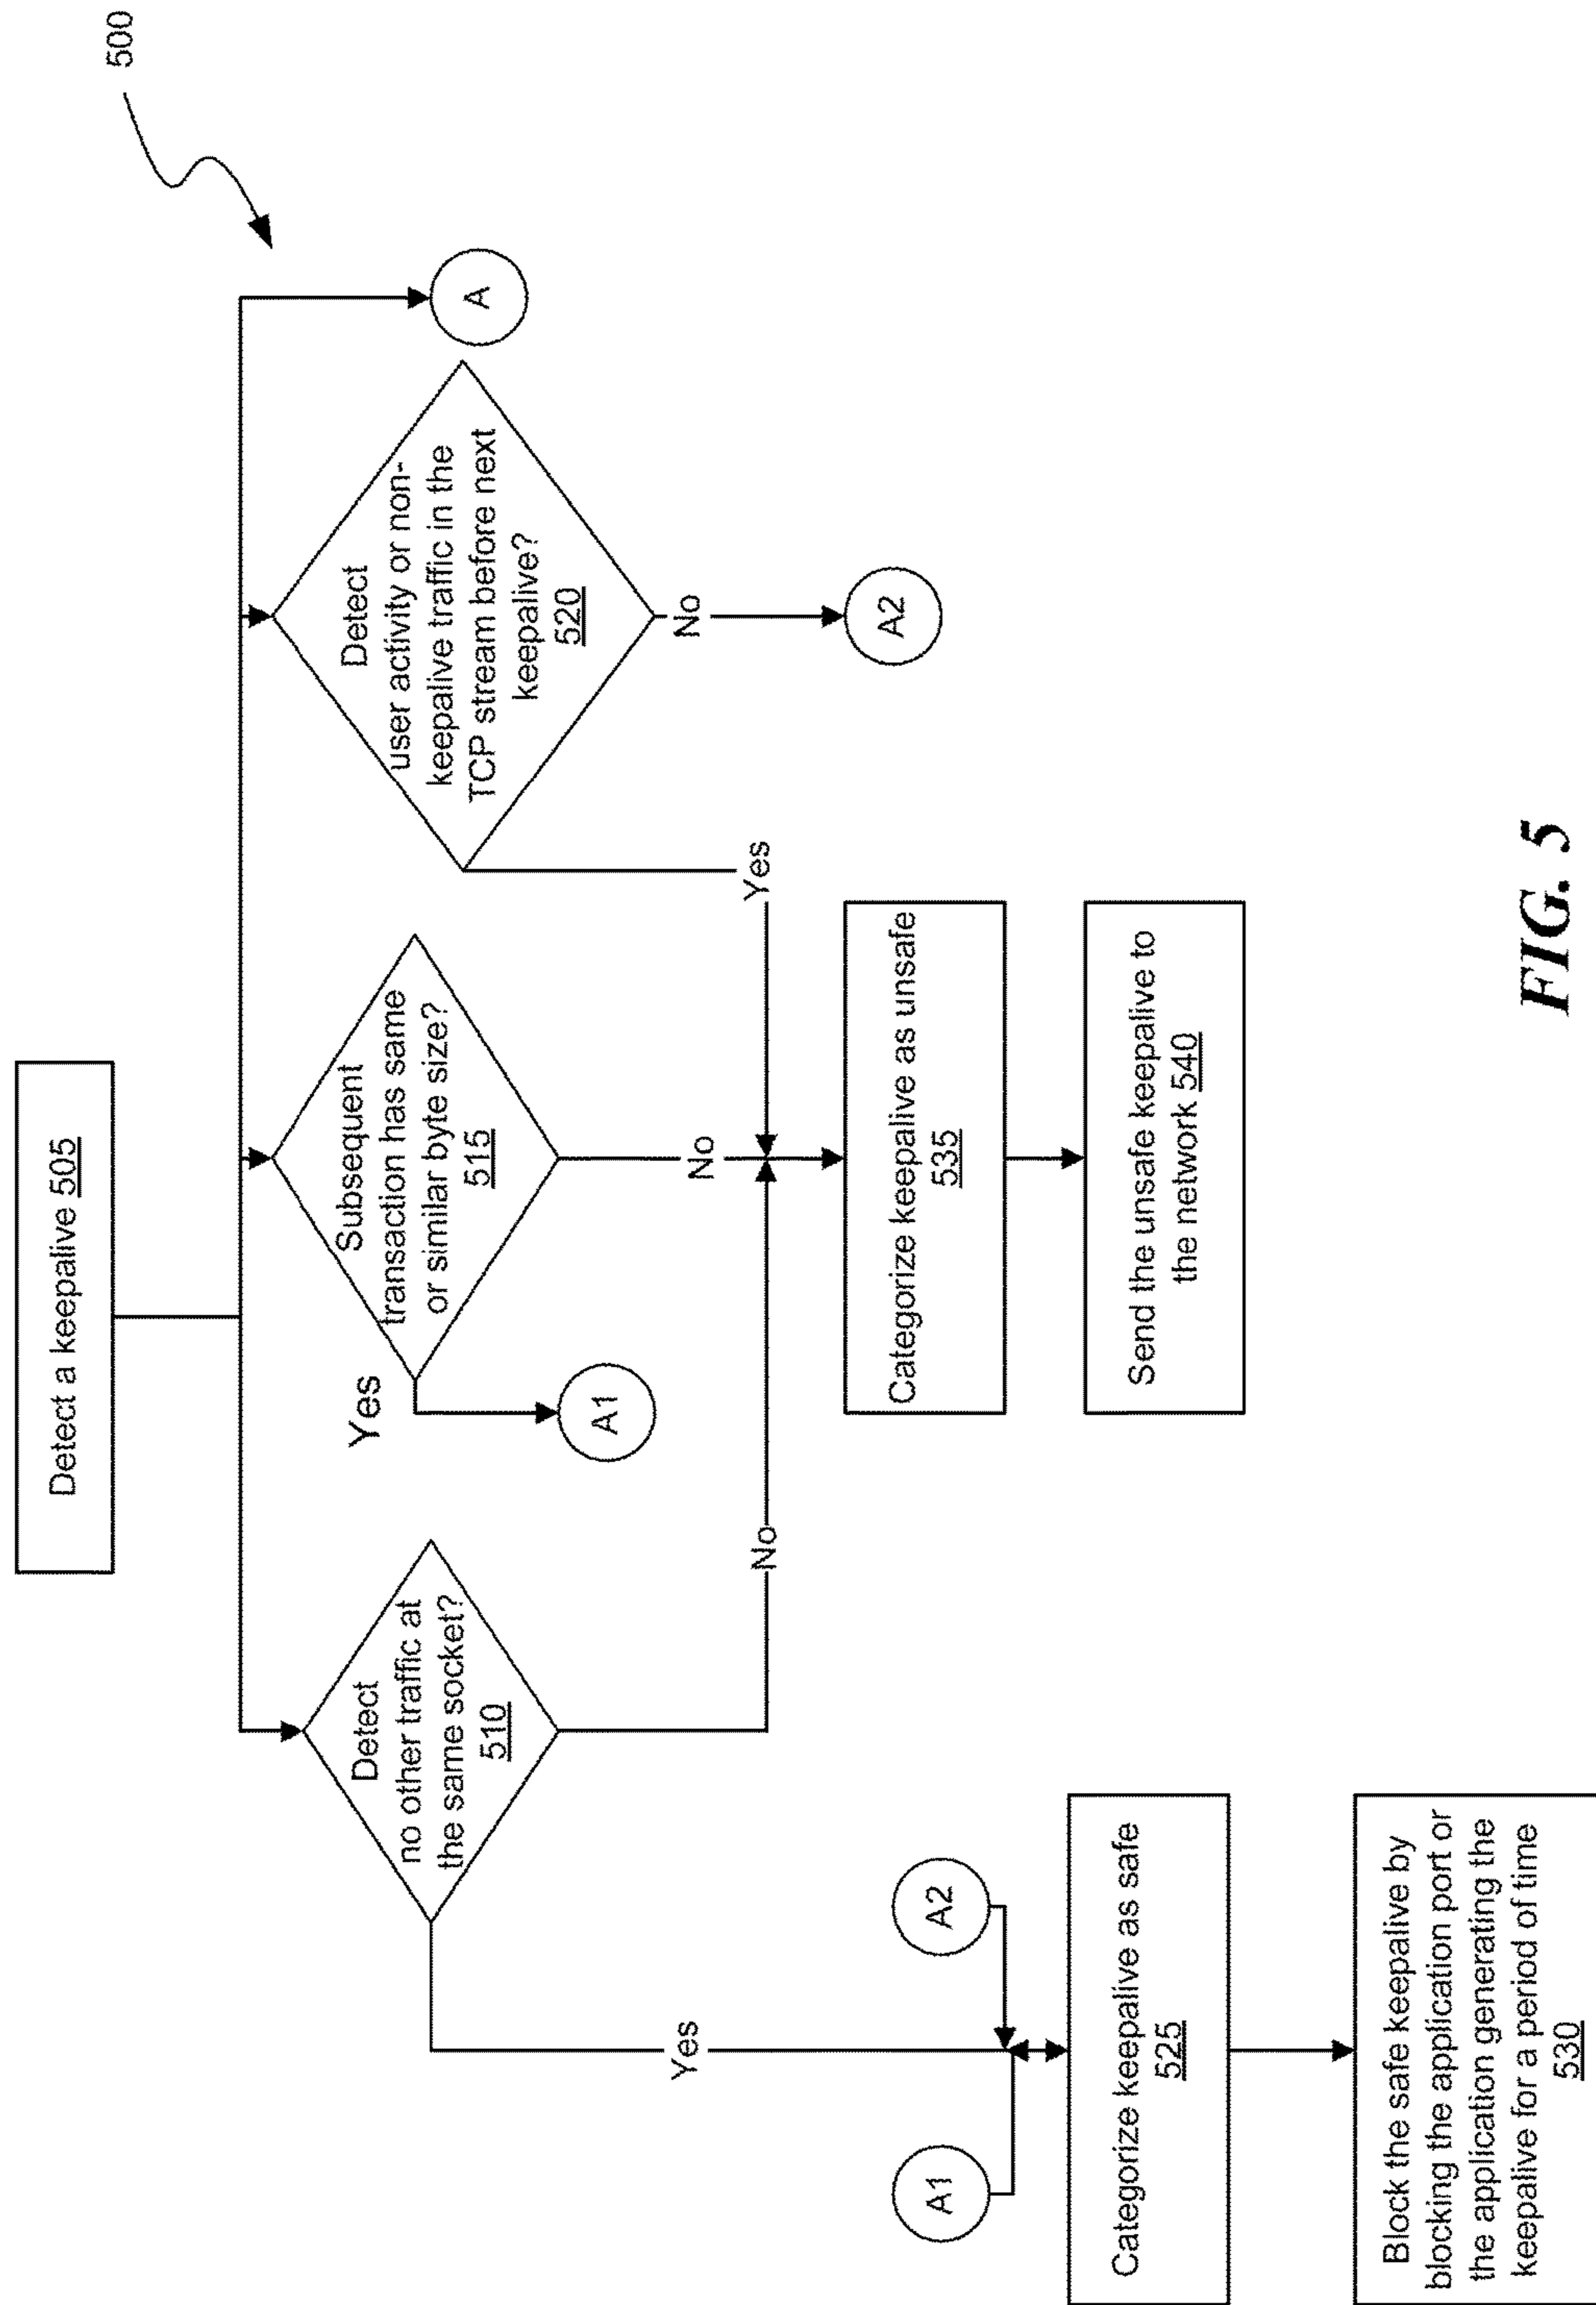 500
Detect a keepalive 505
Detect
no other traffic at
the same socket?
510
Subsequent
transaction has same
or similar byte size?
515
Detect
user activity or non-
keepalive traffic in the
TCP stream before next
keepalive?
520
A
Yes
A1
No
Yes
No
A2
No
Yes
A1
A2
Categorize keepalive as safe
525
Block the safe keepalive by
blocking the application port or
the application generating the
keepalive for a period of time
530
Categorize keepalive as unsafe
535
Send the unsafe keepalive to
the network 540
FIG. 5